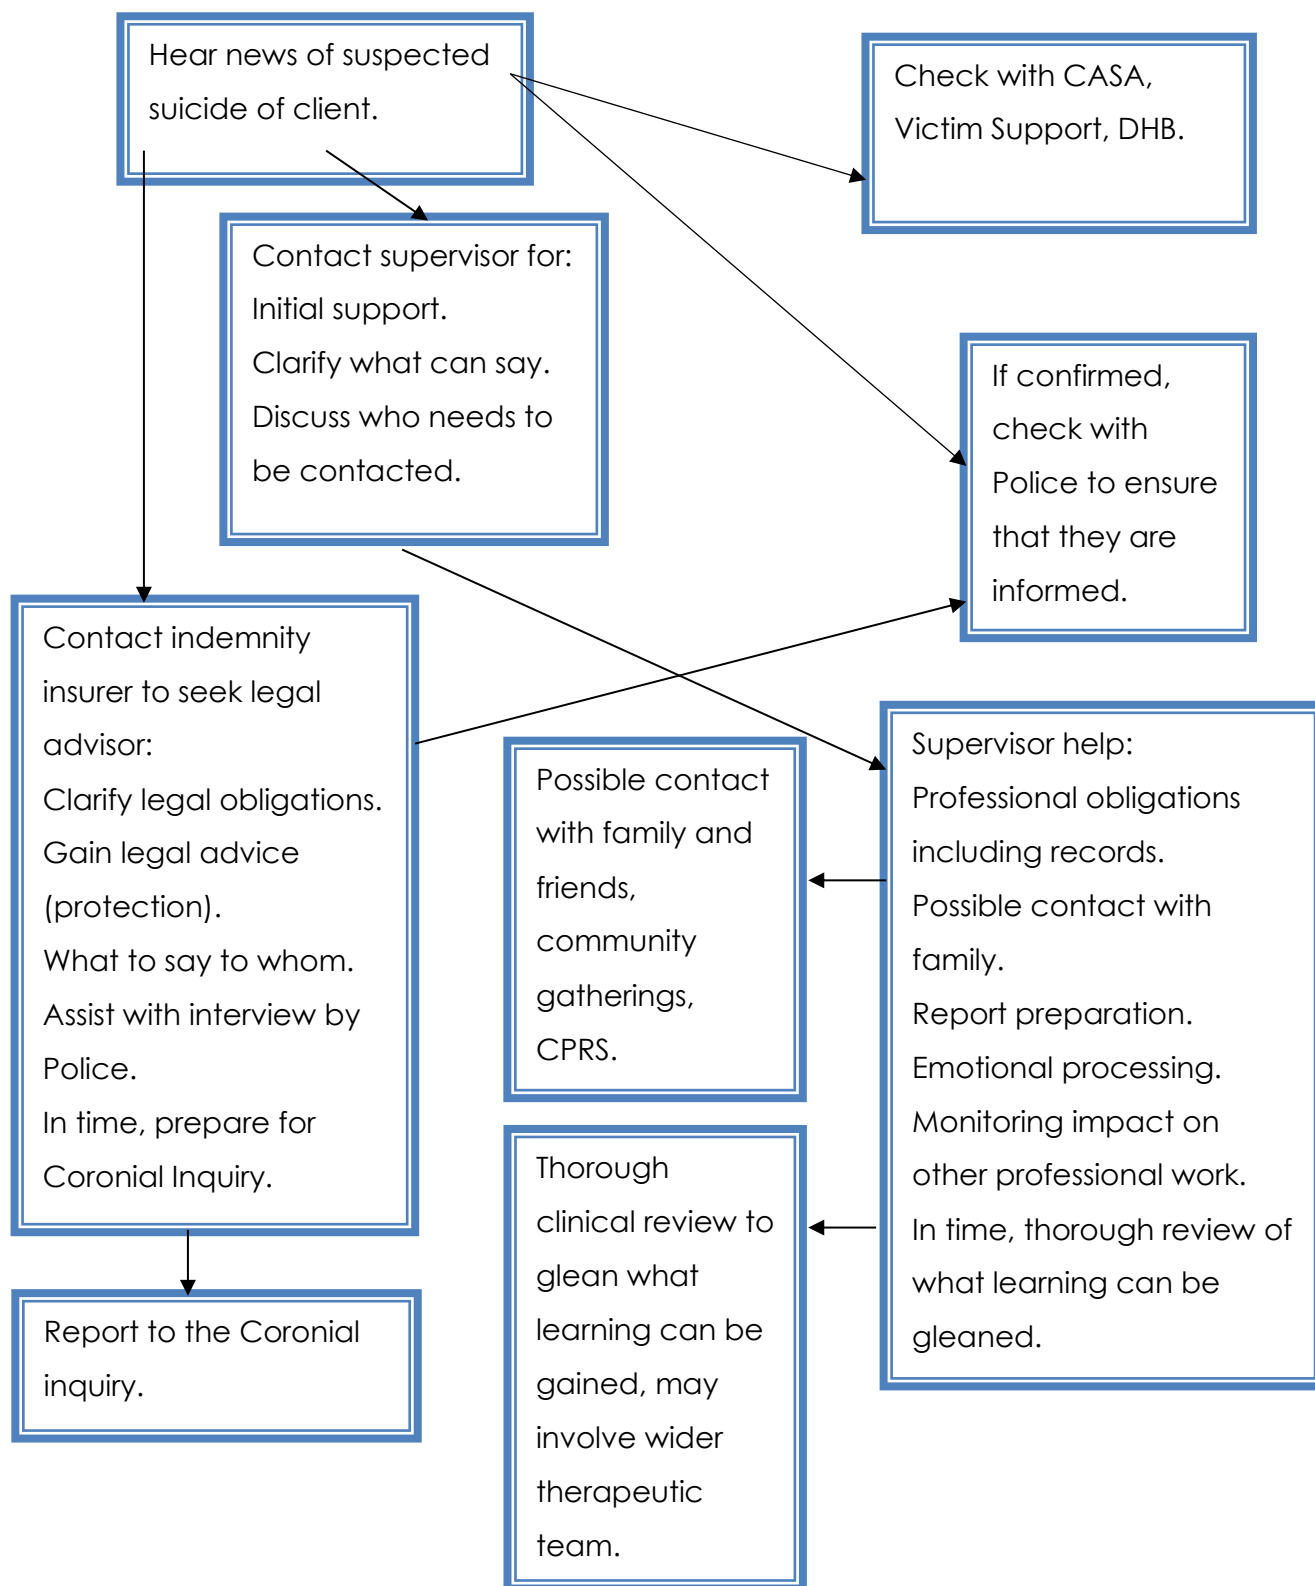 Hear news of suspected
suicide of client.
Check with CASA,
Victim Support, DHB.
Contact supervisor for:
Initial support.
Clarify what can say.
Discuss who needs to
be contacted.
If confirmed,
check with
Police to ensure
that they are
informed.
Contact indemnity
insurer to seek legal
advisor:
Clarify legal obligations.
Gain legal advice
(protection).
What to say to whom.
Assist with interview by
Police.
In time, prepare for
Coronial Inquiry.
Possible contact
with family and
friends,
community
gatherings,
CPRS.
Supervisor help:
Professional obligations
including records.
Possible contact with
family.
Report preparation.
Emotional processing.
Monitoring impact on
other professional work.
In time, thorough review of
what learning can be
gleaned.
Thorough
clinical review to
glean what
learning can be
gained, may
involve wider
therapeutic
team.
Report to the Coronial
inquiry.